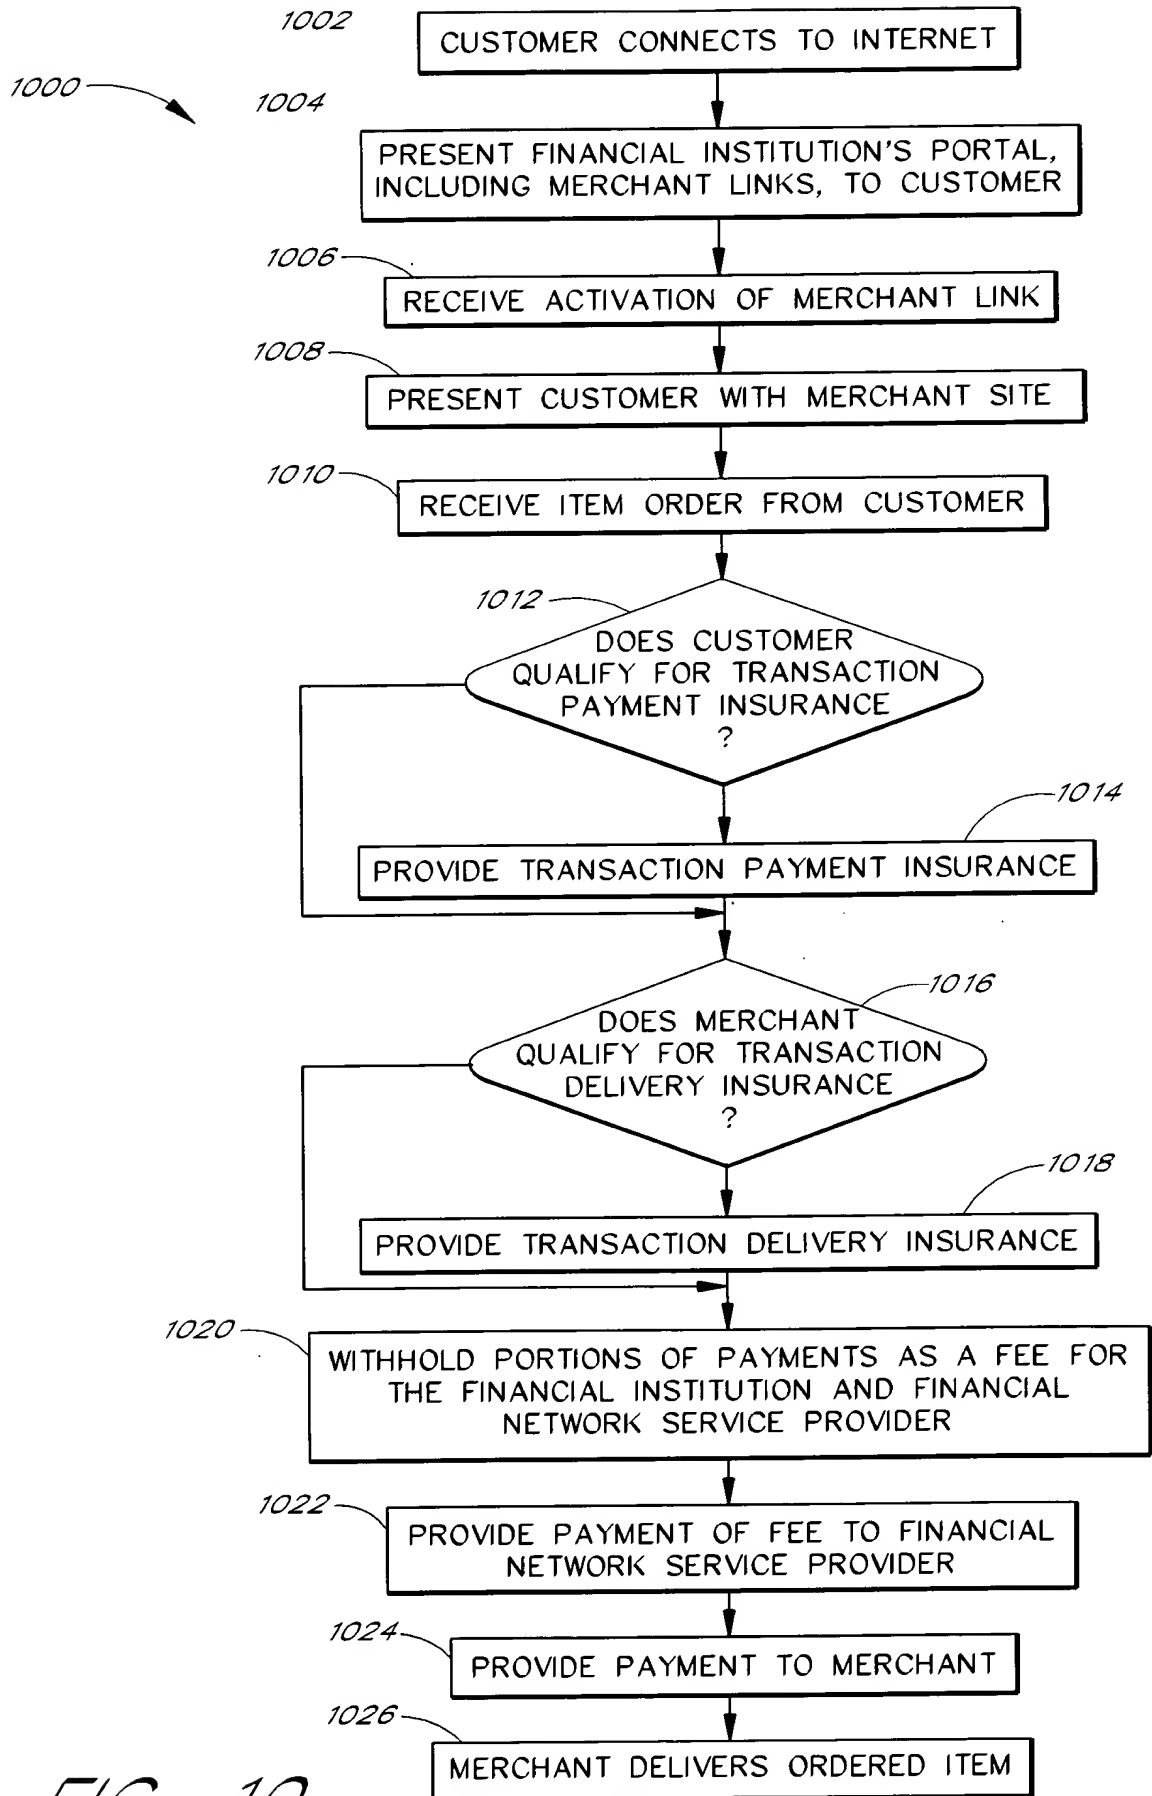 1002
CUSTOMER CONNECTS TO INTERNET
1000
1004
PRESENT FINANCIAL INSTITUTION'S PORTAL,
INCLUDING MERCHANT LINKS, TO CUSTOMER
1006
RECEIVE ACTIVATION OF MERCHANT LINK
1008
PRESENT CUSTOMER WITH MERCHANT SITE
1010
RECEIVE ITEM ORDER FROM CUSTOMER
1012
DOES CUSTOMER
QUALIFY FOR TRANSACTION
PAYMENT INSURANCE
?
1014
PROVIDE TRANSACTION PAYMENT INSURANCE
1016
DOES MERCHANT
QUALIFY FOR TRANSACTION
DELIVERY INSURANCE
?
1018
PROVIDE TRANSACTION DELIVERY INSURANCE
1020
WITHHOLD PORTIONS OF PAYMENTS AS A FEE FOR
THE FINANCIAL INSTITUTION AND FINANCIAL
NETWORK SERVICE PROVIDER
1022
PROVIDE PAYMENT OF FEE TO FINANCIAL
NETWORK SERVICE PROVIDER
1024
PROVIDE PAYMENT TO MERCHANT
1026
MERCHANT DELIVERS ORDERED ITEM